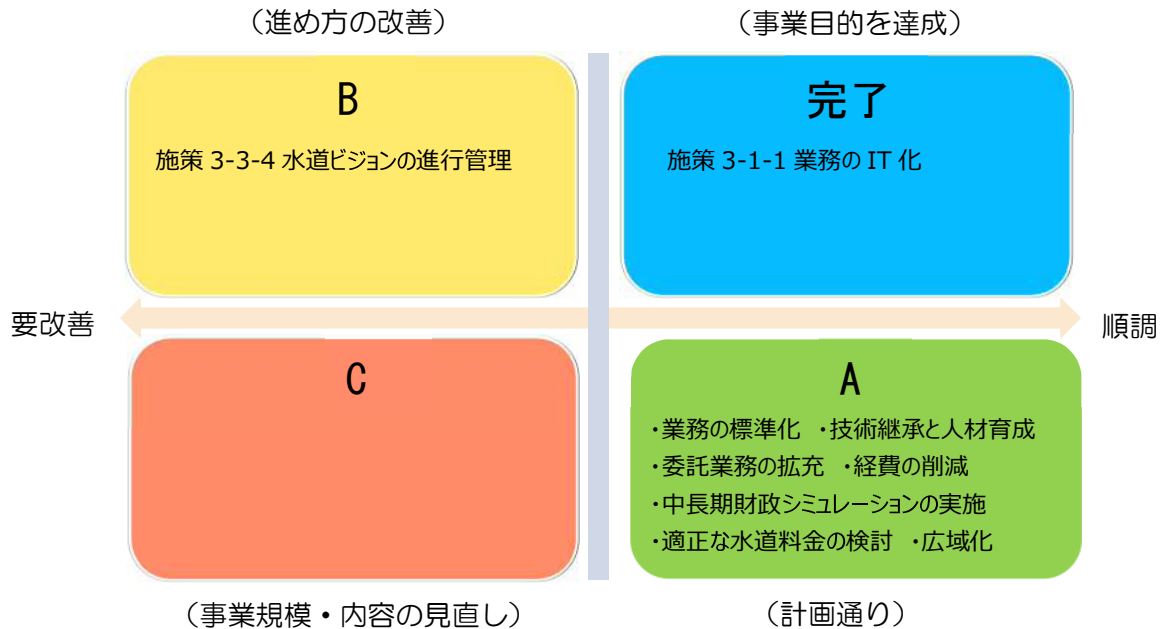 (進め方の改善)
(事業目的を達成)
B
施策 3-3-4 水道ビジョンの進行管理
完了
施策 3-1-1 業務の IT 化
要改善
順調
C
A
・業務の標準化 ・技術継承と人材育成
・委託業務の拡充 ・経費の削減
・中長期財政シミュレーションの実施
・適正な水道料金の検討 ・広域化
(事業規模・内容の見直し)
(計画通り)